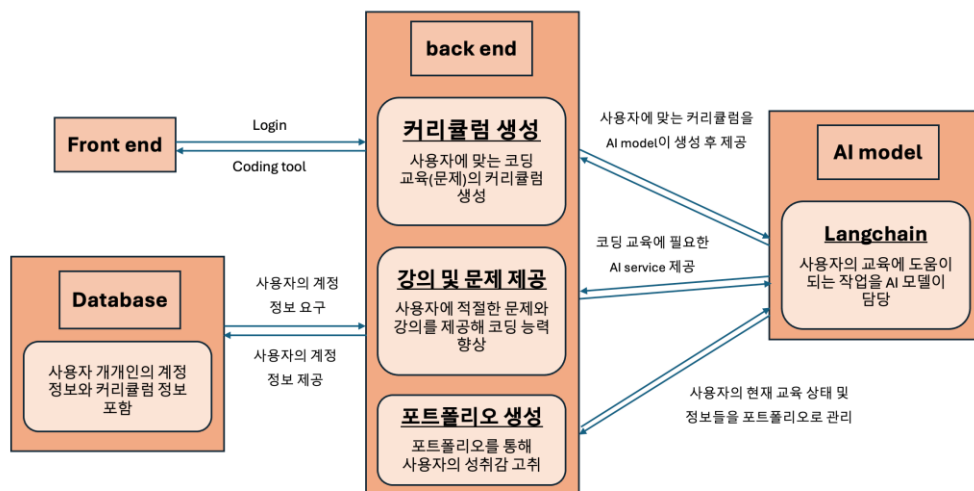 back end
커리큘럼 생성
사용자에 맞는 코딩
교육(문제)의 커리큘럼
생성
강의 및 문제 제공
사용자에 적절한 문제와
강의를 제공해 코딩 능력
향상
포트폴리오 생성
포트폴리오를 통해
사용자의 성취감 고취
Front end
Login
Coding tool
Database
사용자 개개인의 계정
정보와 커리큘럼 정보
포함
사용자의 계정
정보 요구
사용자의 계정
정보 제공
사용자에 맞는 커리큘럼을
AI model이 생성 후 제공
코딩 교육에 필요한
AI service 제공
사용자의 현재 교육 상태 및
정보들을 포트폴리오로 관리
AI model
Langchain
사용자의 교육에 도움이
되는 작업을 AI 모델이
담당